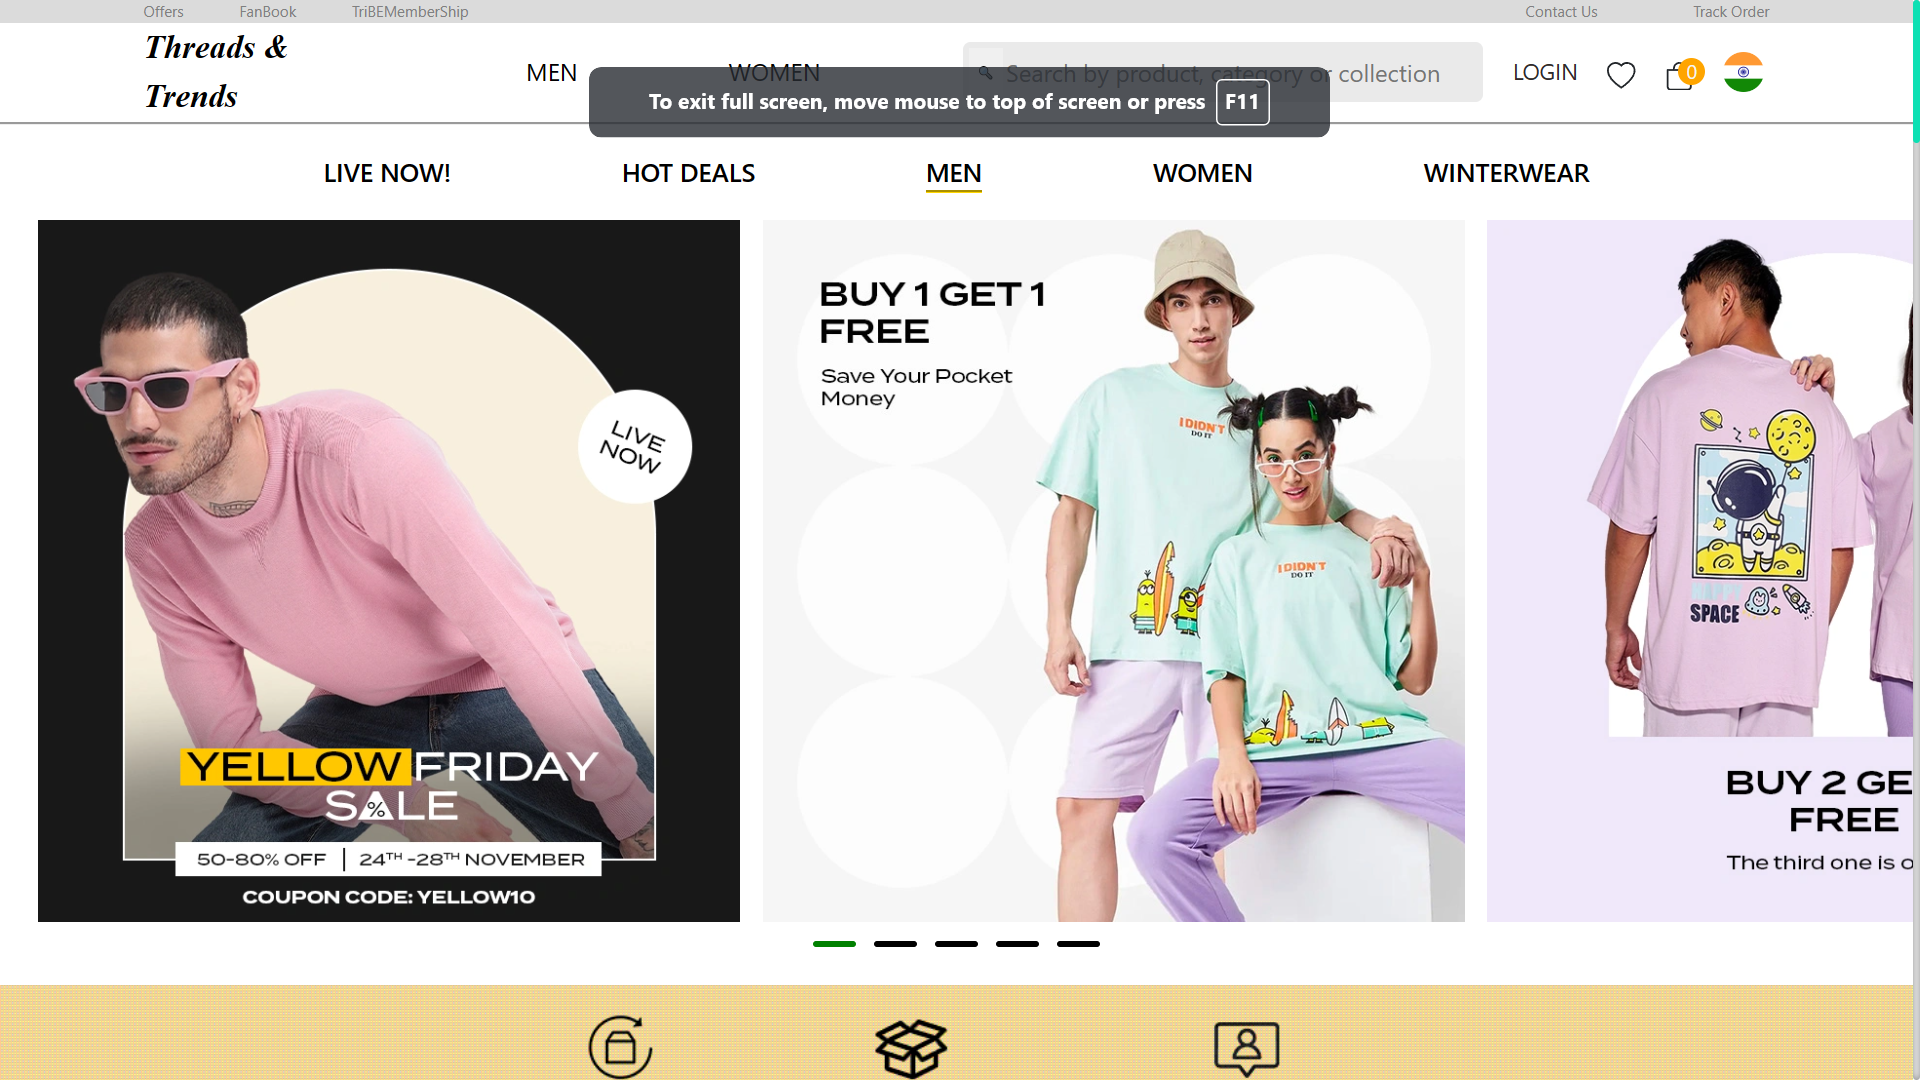 Offers FanBook TriBEMemberShip Contact Us Track Order
Threads &
Trends
MEN WOMEN Search by product, category or collection LOGIN 0
To exit full screen, move mouse to top of screen or press F11
LIVE NOW! HOT DEALS MEN WOMEN WINTERWEAR
LIVE
NOW
YELLOW FRIDAY
SALE
%
50-80% OFF | 24TH -28TH NOVEMBER
COUPON CODE: YELLOW10
BUY 1 GET 1
FREE
Save Your Pocket
Money
I DIDN'T
DO IT
I DIDN'T
DO IT
HAPPY
SPACE
BUY 2 GE
FREE
The third one is o